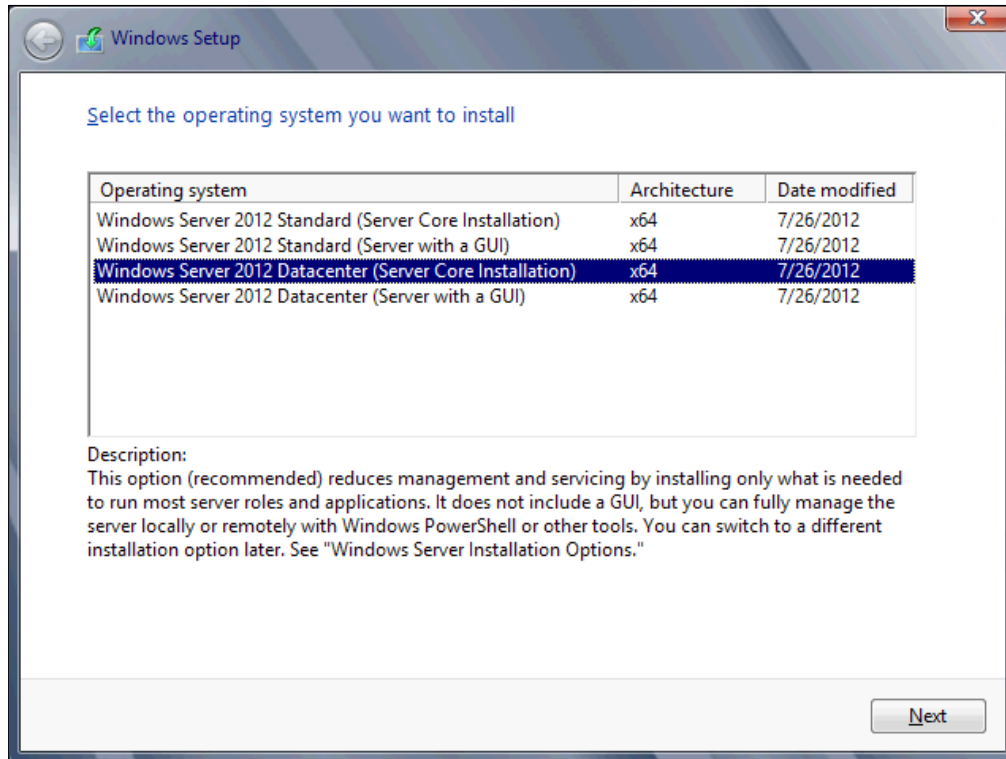 Windows Setup
Select the operating system you want to install
Operating system Architecture Date modified
Windows Server 2012 Standard (Server Core Installation) x64 7/26/2012
Windows Server 2012 Standard (Server with a GUI) x64 7/26/2012
Windows Server 2012 Datacenter (Server Core Installation) x64 7/26/2012
Windows Server 2012 Datacenter (Server with a GUI) x64 7/26/2012
Description:
This option (recommended) reduces management and servicing by installing only what is needed
to run most server roles and applications. It does not include a GUI, but you can fully manage the
server locally or remotely with Windows PowerShell or other tools. You can switch to a different
installation option later. See "Windows Server Installation Options."
Next